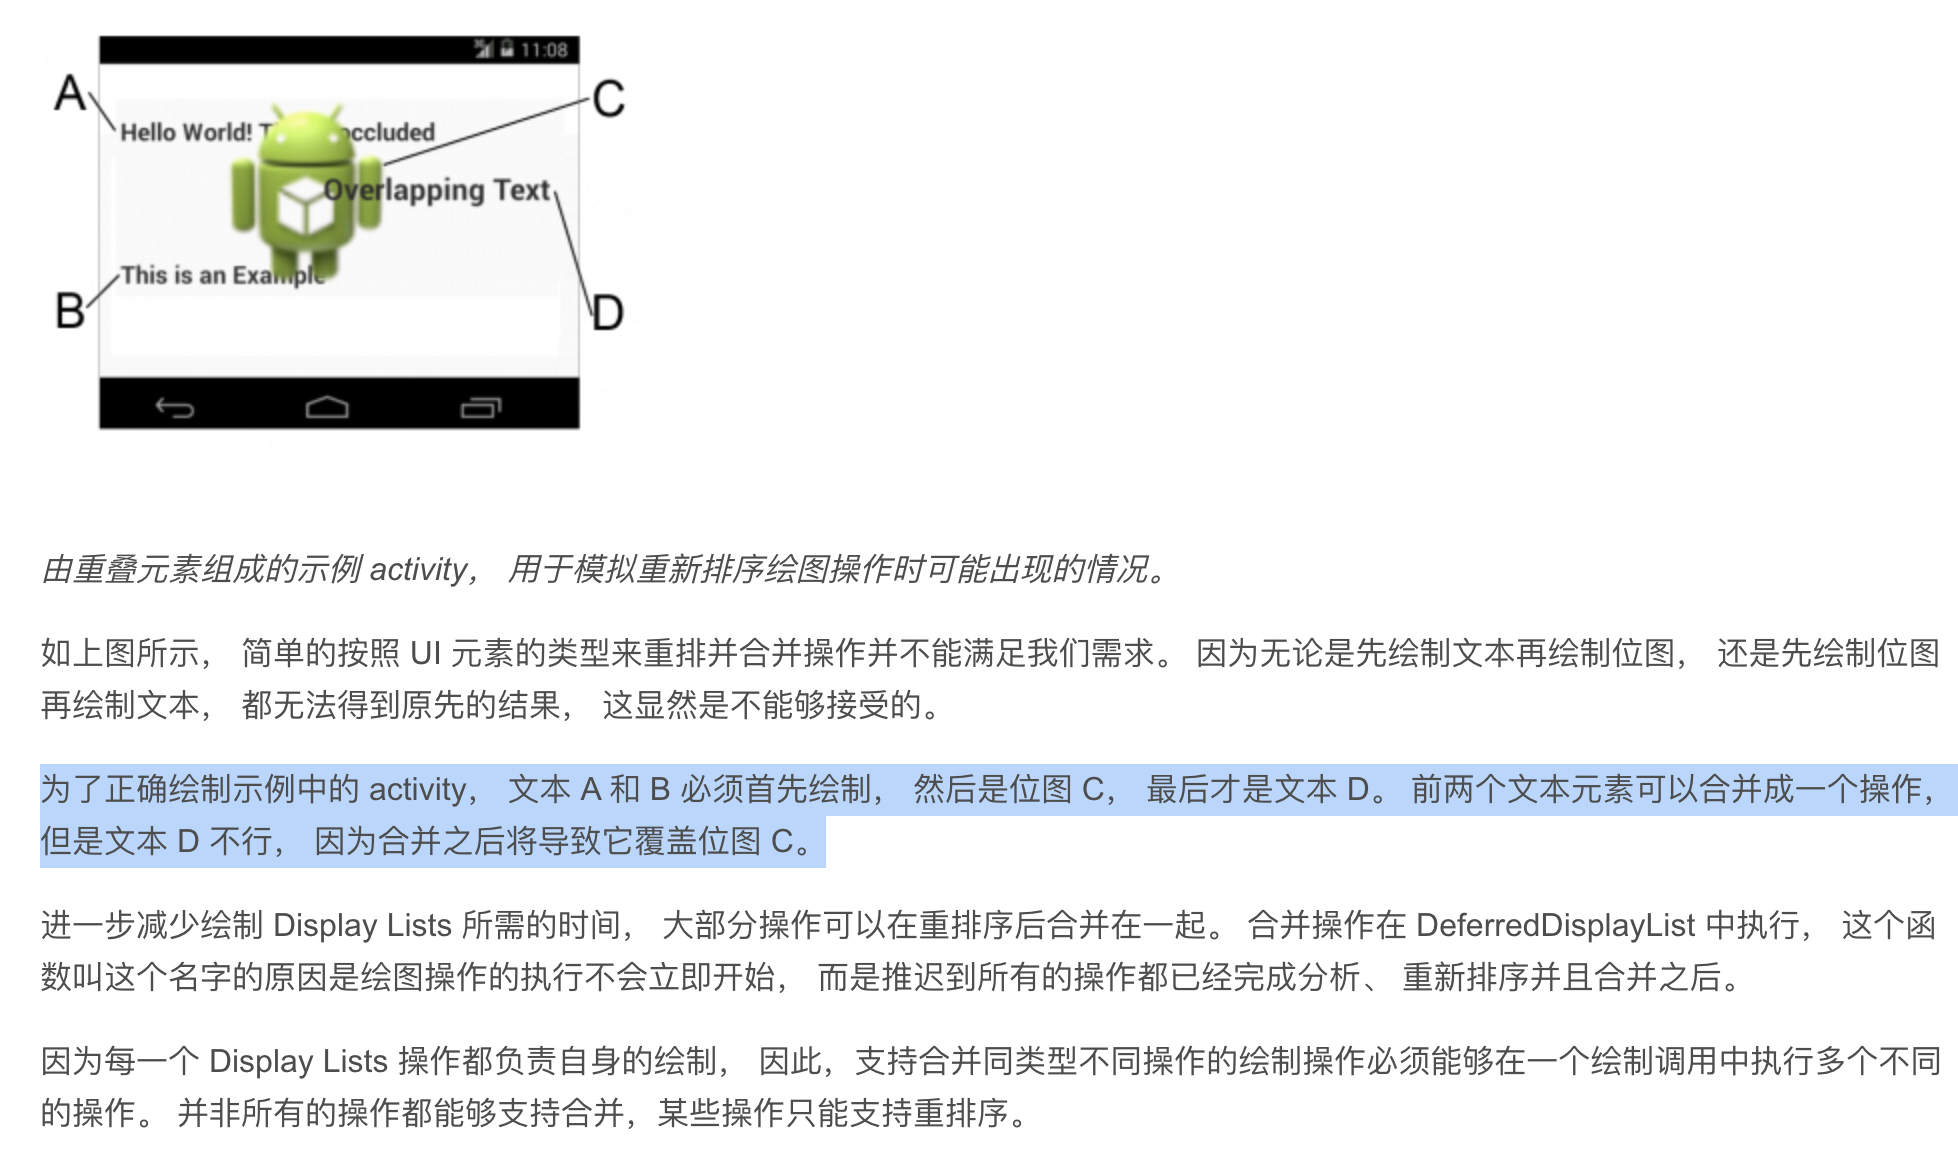 11:08
A
C
Hello World! T occluded
Overlapping Text
This is an Example
B
D
由重叠元素组成的示例 activity， 用于模拟重新排序绘图操作时可能出现的情况。
如上图所示， 简单的按照 UI 元素的类型来重排并合并操作并不能满足我们需求。 因为无论是先绘制文本再绘制位图， 还是先绘制位图
再绘制文本， 都无法得到原先的结果， 这显然是不能够接受的。
为了正确绘制示例中的 activity， 文本 A 和 B 必须首先绘制， 然后是位图 C， 最后才是文本 D。 前两个文本元素可以合并成一个操作，
但是文本 D 不行， 因为合并之后将导致它覆盖位图 C。
进一步减少绘制 Display Lists 所需的时间， 大部分操作可以在重排序后合并在一起。 合并操作在 DeferredDisplayList 中执行， 这个函
数叫这个名字的原因是绘图操作的执行不会立即开始， 而是推迟到所有的操作都已经完成分析、 重新排序并且合并之后。
因为每一个 Display Lists 操作都负责自身的绘制， 因此，支持合并同类型不同操作的绘制操作必须能够在一个绘制调用中执行多个不同
的操作。 并非所有的操作都能够支持合并，某些操作只能支持重排序。